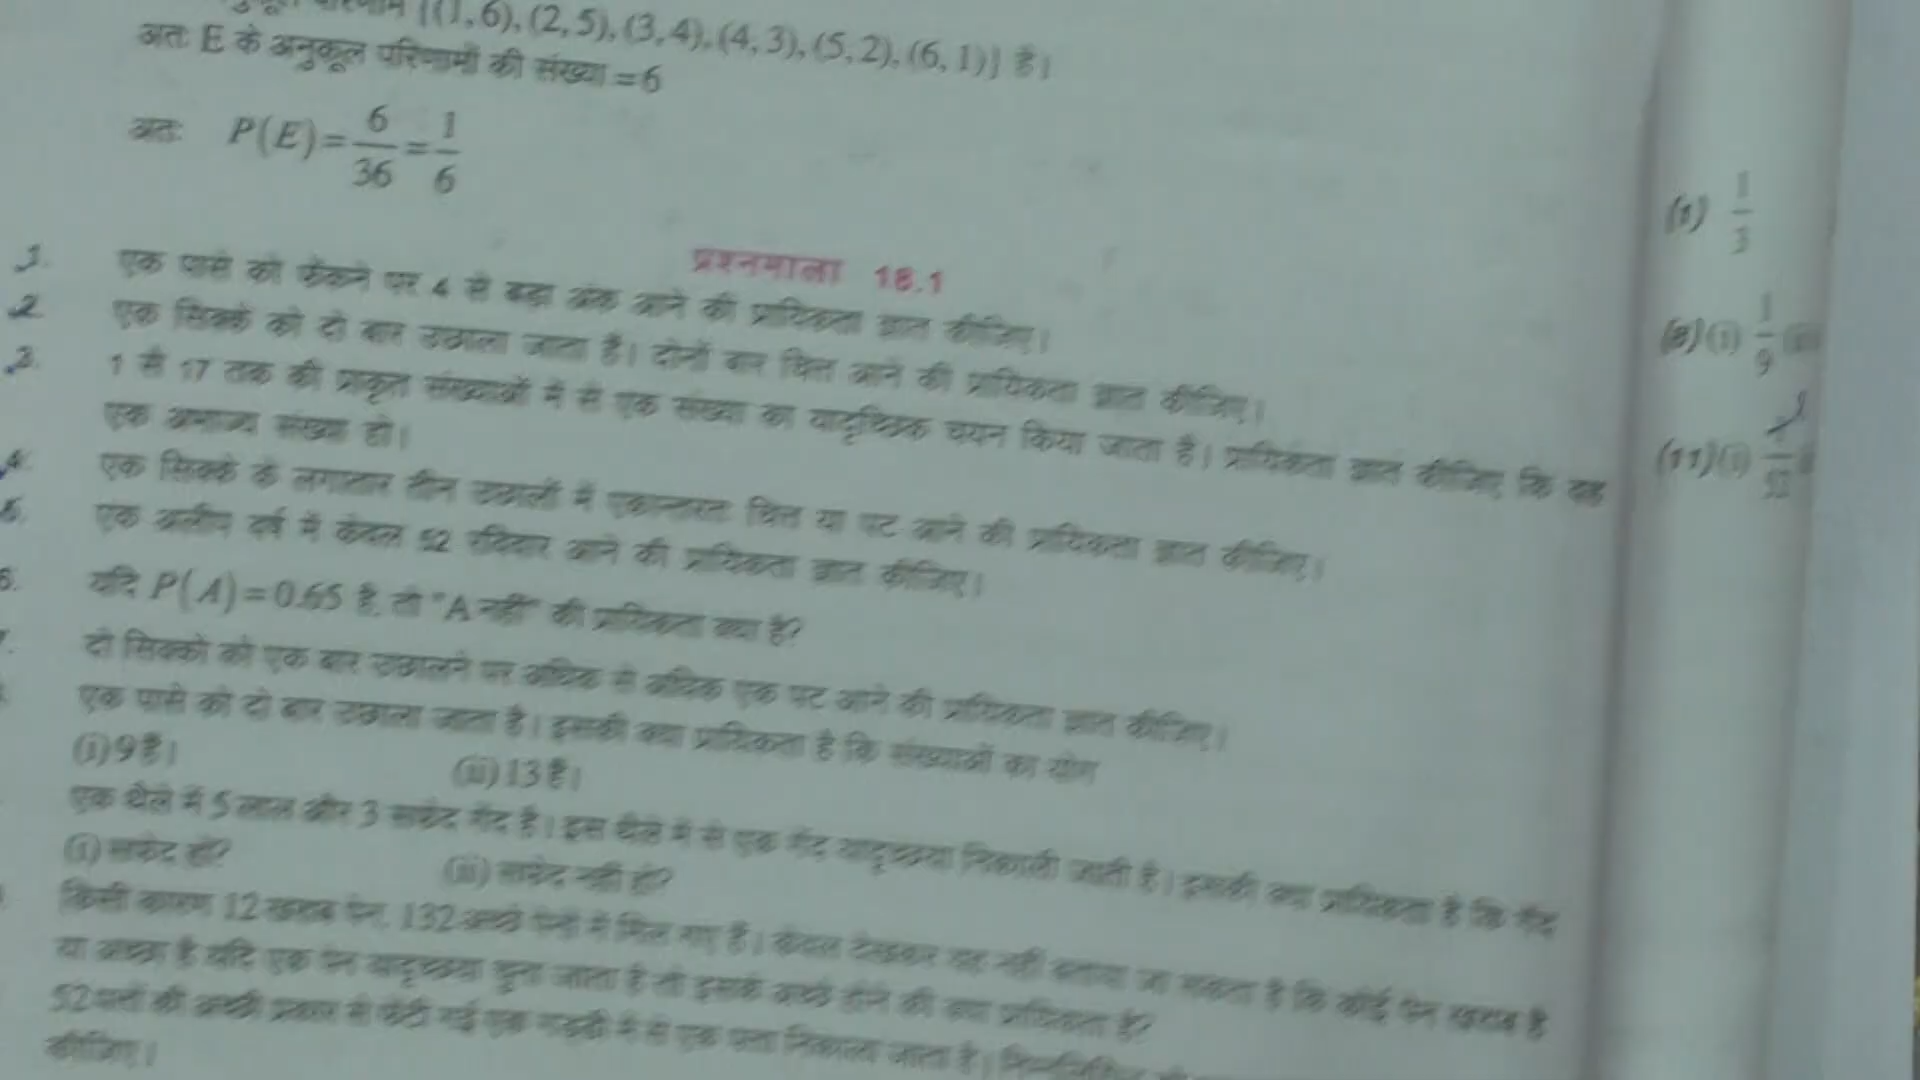 अनुकूल परिणाम {(1, 6), (2, 5), (3, 4), (4, 3), (5, 2), (6, 1)} है।
अतः E के अनुकूल परिणामों की संख्या = 6
अतः P(E) = 6/36 = 1/6
प्रश्नमाला 18.1
1. एक पासे को फेंकने पर 4 से बड़ा अंक आने की प्रायिकता ज्ञात कीजिए।
2. एक सिक्के को दो बार उछाला जाता है। दोनों बार चित्त आने की प्रायिकता ज्ञात कीजिए।
3. 1 से 17 तक की प्राकृत संख्याओं में से एक संख्या का यादृच्छिक चयन किया जाता है। प्रायिकता ज्ञात कीजिए कि वह
एक अभाज्य संख्या हो।
4. एक सिक्के के लगातार तीन उछालों में एकान्तरतः चित्त या पट आने की प्रायिकता ज्ञात कीजिए।
5. एक अलीप वर्ष में केवल 52 रविवार आने की प्रायिकता ज्ञात कीजिए।
6. यदि P(A) = 0.65 है, तो "A नहीं" की प्रायिकता क्या है?
दो सिक्को को एक बार उछालने पर अधिक से अधिक एक पट आने की प्रायिकता ज्ञात कीजिए।
एक पासे को दो बार उछाला जाता है। इसकी क्या प्रायिकता है कि संख्याओं का योग
(i) 9 है। (ii) 13 है।
एक थैले में 5 लाल और 3 सफेद गेंद है। इस थैले में से एक गेंद यादृच्छया निकाली जाती है। इसकी क्या प्रायिकता है कि गेंद
(i) सफेद हो? (ii) सफेद नहीं हो?
किसी कारण 12 खराब पेन, 132 अच्छे पेनों में मिल गए हैं। केवल देखकर यह नहीं बताया जा सकता है कि कोई पेन खराब है
या अच्छा है यदि एक पेन यादृच्छया चुना जाता है तो इसके अच्छे होने की क्या प्रायिकता है?
52 पत्तों की अच्छी प्रकार से फेंटी गई एक गड्डी में से एक पत्ता निकाला जाता है।
कीजिए।
(1) 1/3
(8) (i) 1/9
(11) (i)